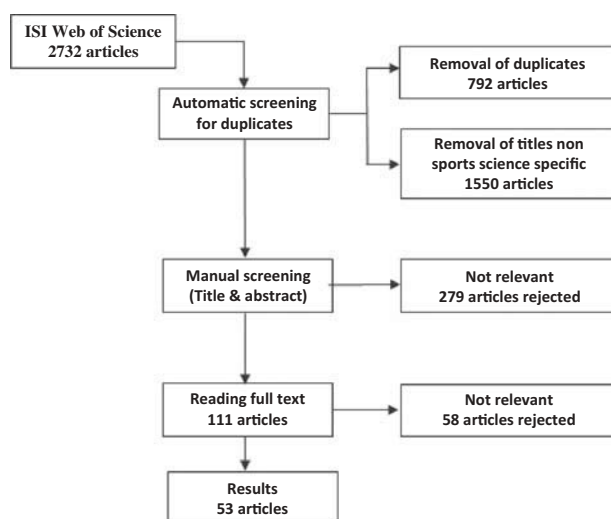 ISI Web of Science
2732 articles
Removal of duplicates
792 articles
Automatic screening
for duplicates
Removal of titles non
sports science specific
1550 articles
Manual screening
(Title & abstract)
Not relevant
279 articles rejected
Reading full text
111 articles
Not relevant
58 articles rejected
Results
53 articles